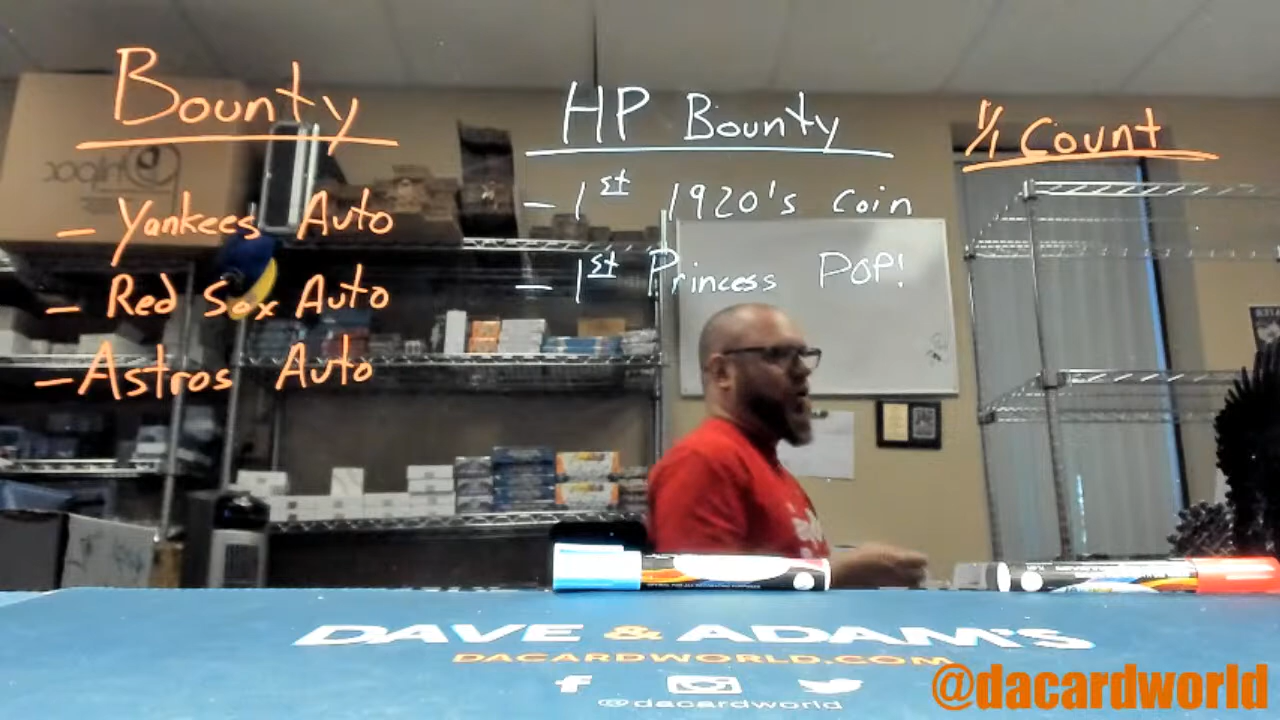 Bounty
- Yankees Auto
- Red Sox Auto
- Astros Auto
HP Bounty
- 1st 1920's Coin
- 1st Princess POP!
1/1 Count
DAVE & ADAM'S
DACARDWORLD.COM
@dacardworld
@dacardworld